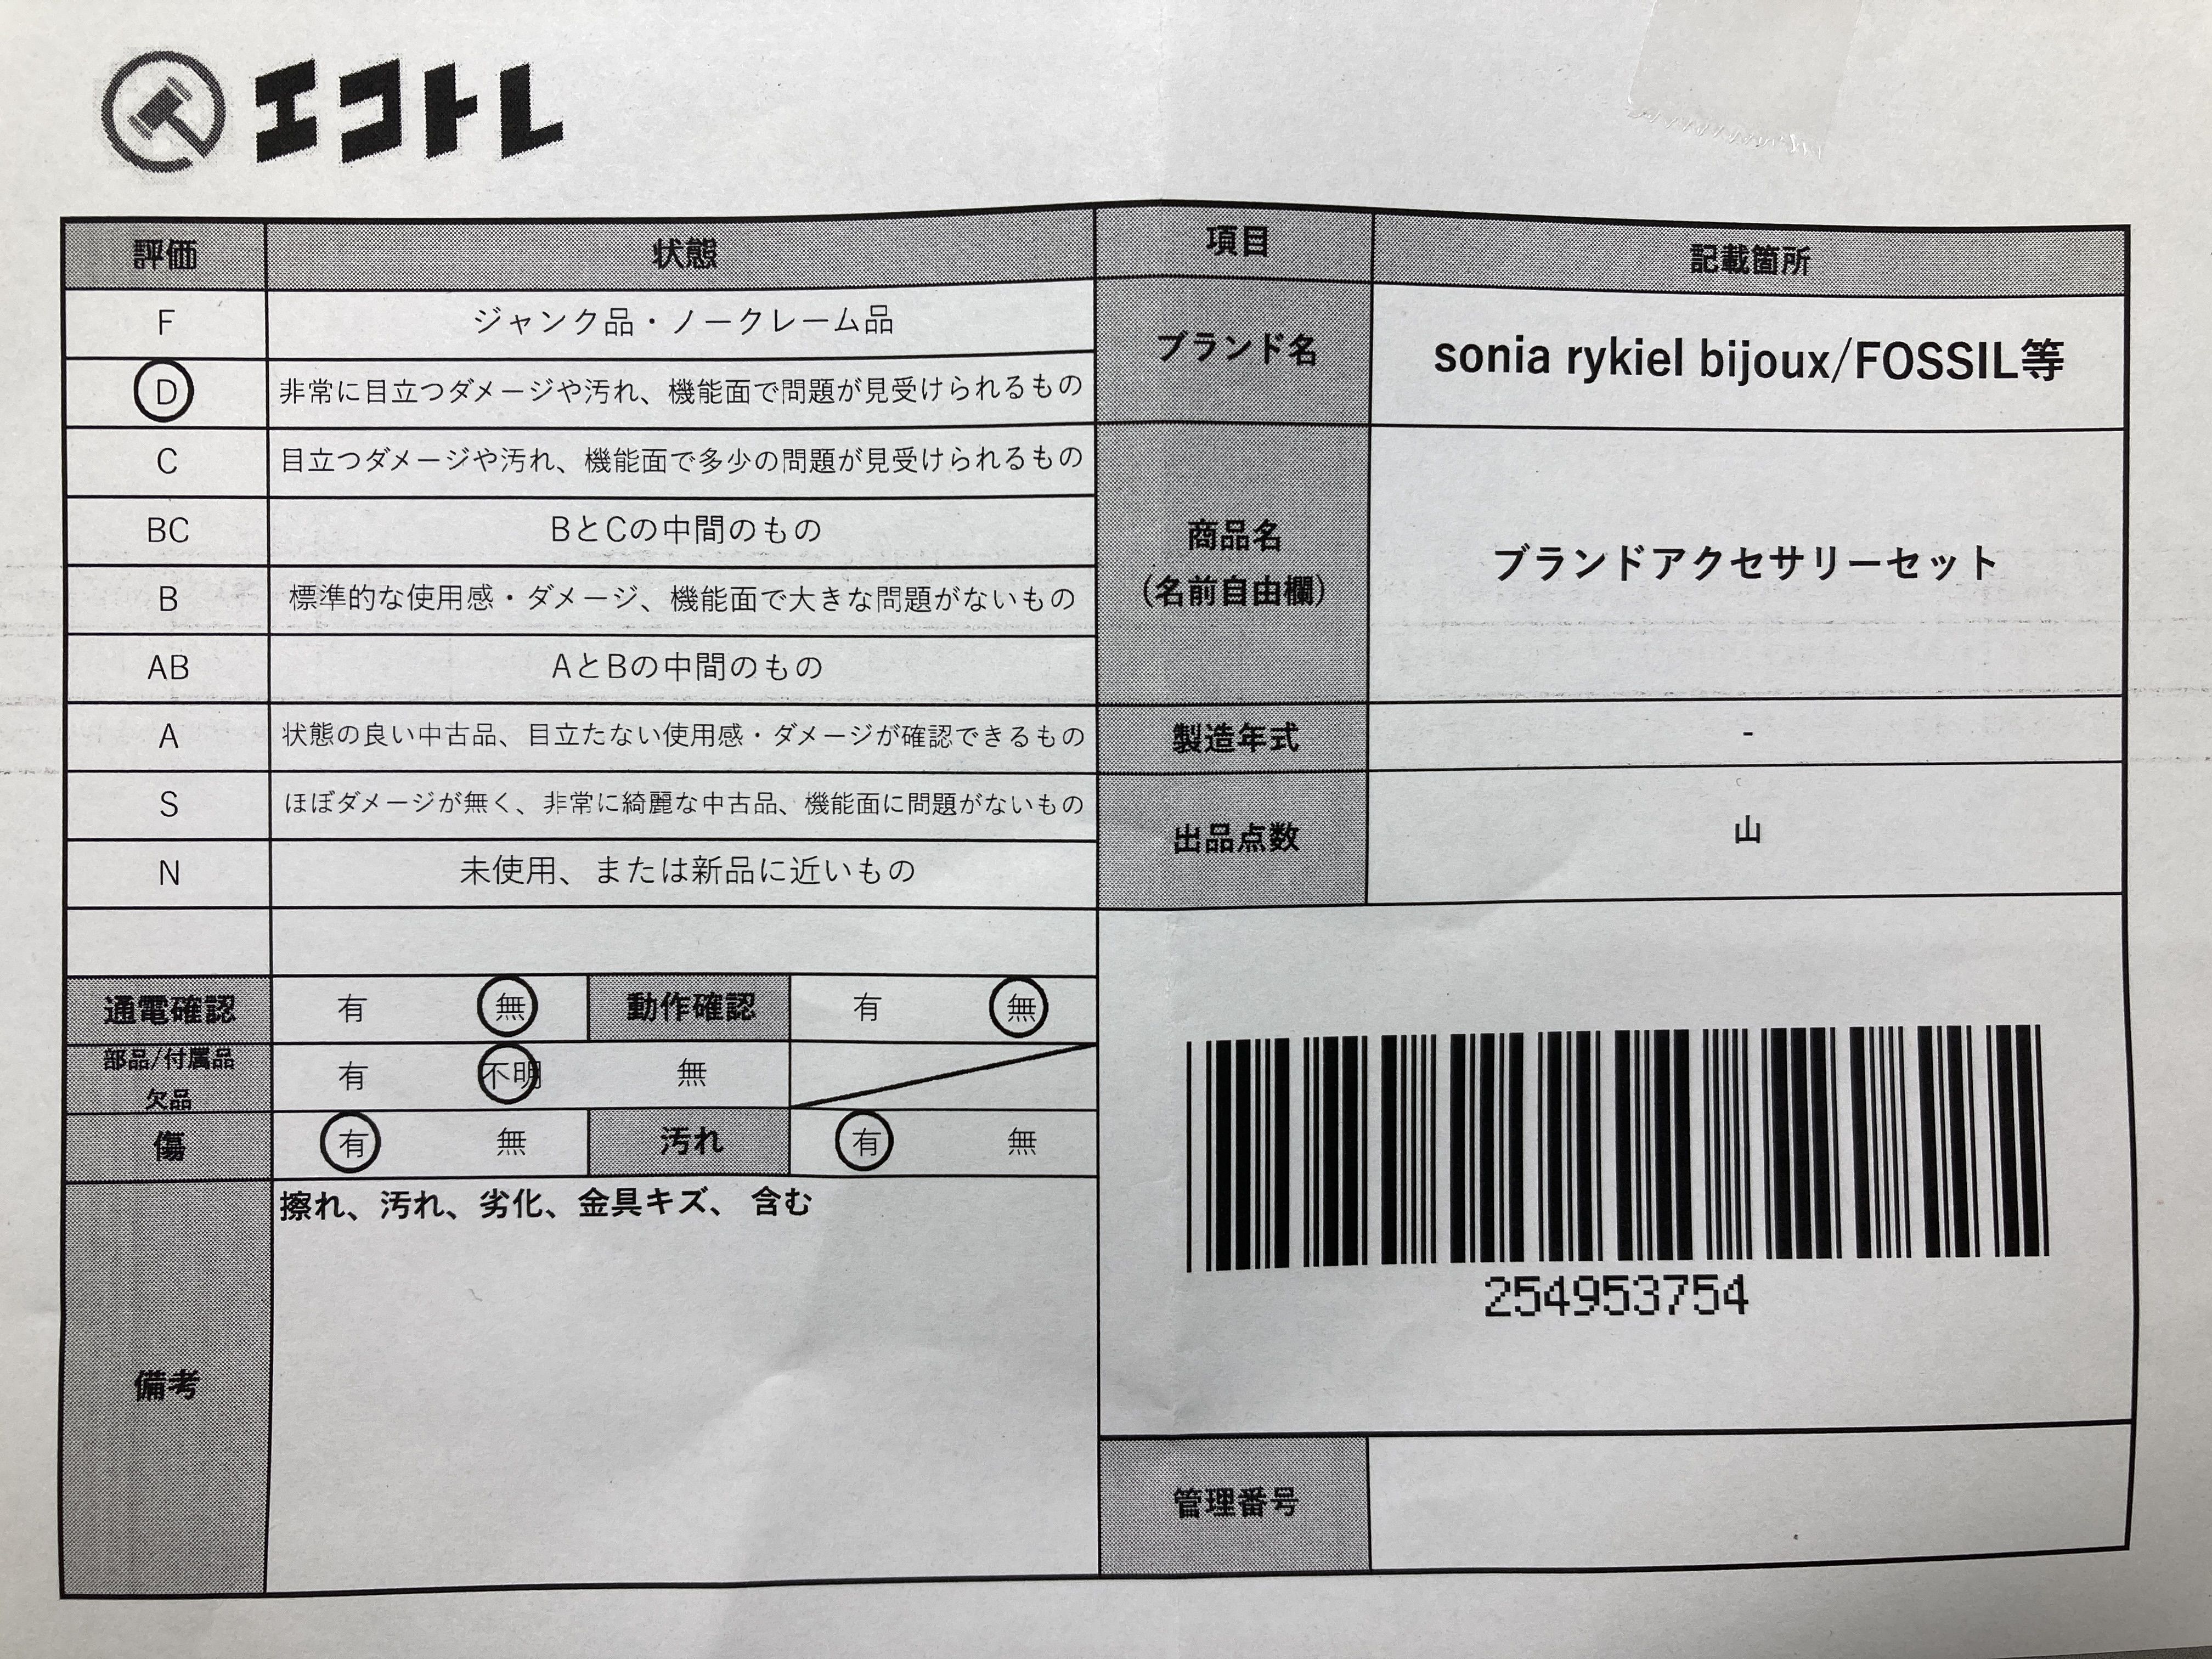 エコトレ
評価 状態 項目 記載箇所
F ジャンク品・ノークレーム品
D 非常に目立つダメージや汚れ、機能面で問題が見受けられるもの
ブランド名 sonia rykiel bijoux/FOSSIL等
C 目立つダメージや汚れ、機能面で多少の問題が見受けられるもの
BC BとCの中間のもの
商品名
(名前自由欄)
ブランドアクセサリーセット
B 標準的な使用感・ダメージ、機能面で大きな問題がないもの
AB AとBの中間のもの
A 状態の良い中古品、目立たない使用感・ダメージが確認できるもの
製造年式 -
S ほぼダメージが無く、非常に綺麗な中古品、機能面に問題がないもの
出品点数 山
N 未使用、または新品に近いもの
通電確認 有 無 動作確認 有 無
部品/付属品
欠品
有 不明 無
傷 有 無 汚れ 有 無
備考
擦れ、汚れ、劣化、金具キズ、 含む
254953754
管理番号